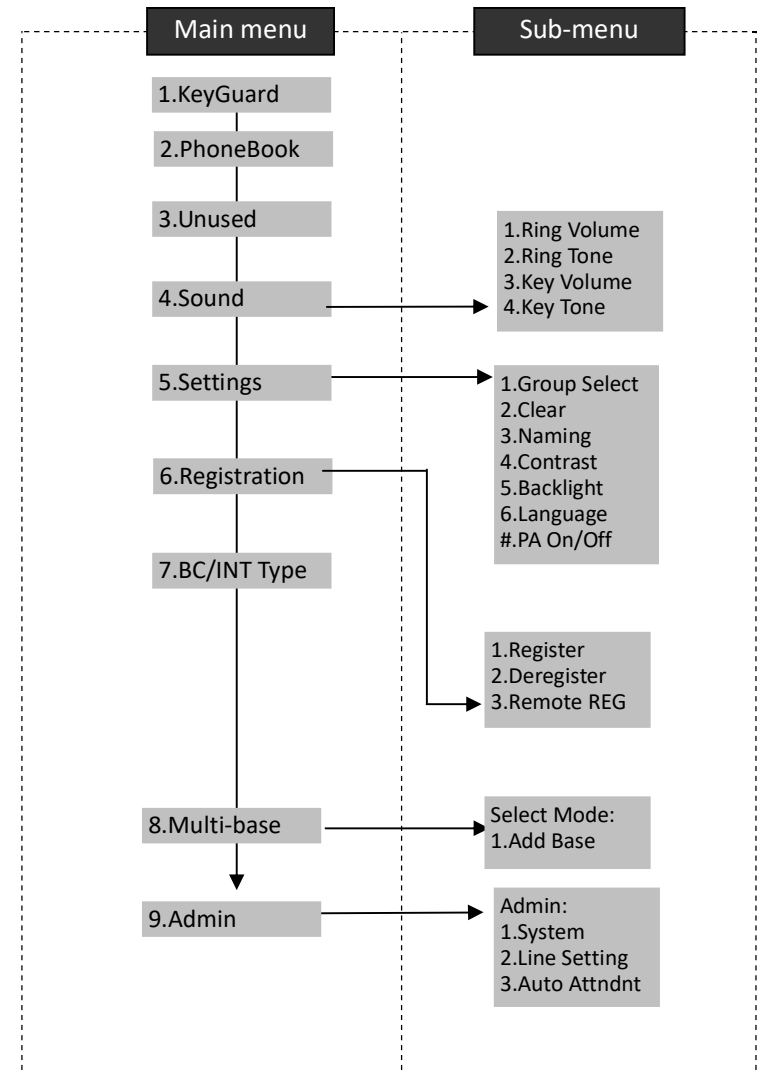 Main menu
Sub-menu
1.KeyGuard
2.PhoneBook
3.Unused
4.Sound
1.Ring Volume
2.Ring Tone
3.Key Volume
4.Key Tone
5.Settings
1.Group Select
2.Clear
3.Naming
4.Contrast
5.Backlight
6.Language
#.PA On/Off
6.Registration
1.Register
2.Deregister
3.Remote REG
7.BC/INT Type
8.Multi-base
Select Mode:
1.Add Base
9.Admin
Admin:
1.System
2.Line Setting
3.Auto Attndnt